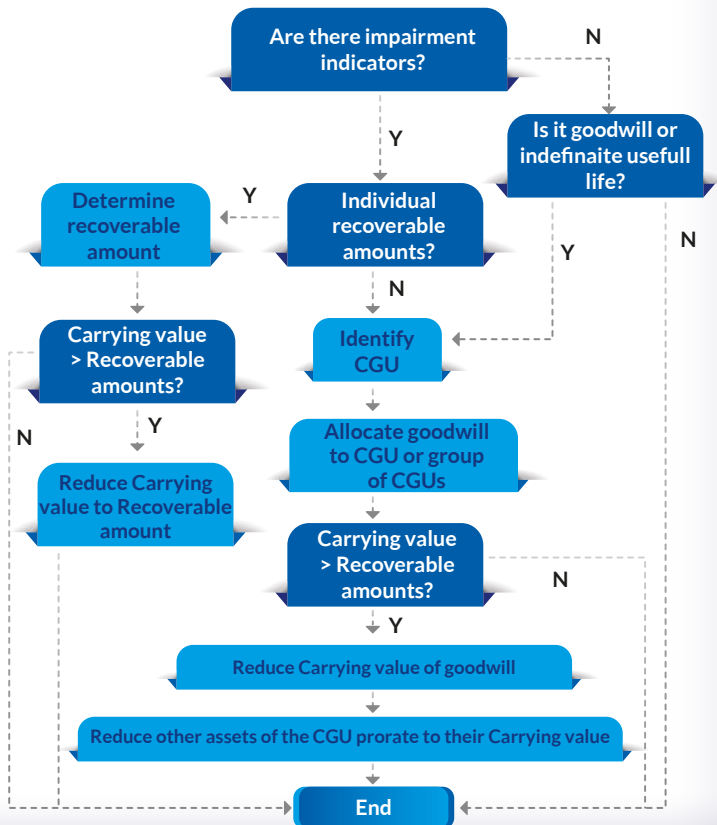 Are there impairment
indicators?
N
Is it goodwill or
indefinaite usefull
life?
Y
Determine
recoverable
amount
Y
Individual
recoverable
amounts?
Y
N
N
Carrying value
> Recoverable
amounts?
Identify
CGU
Y
N
Allocate goodwill
to CGU or group
of CGUs
Reduce Carrying
value to Recoverable
amount
Carrying value
> Recoverable
amounts?
N
Y
Reduce Carrying value of goodwill
Reduce other assets of the CGU prorate to their Carrying value
End